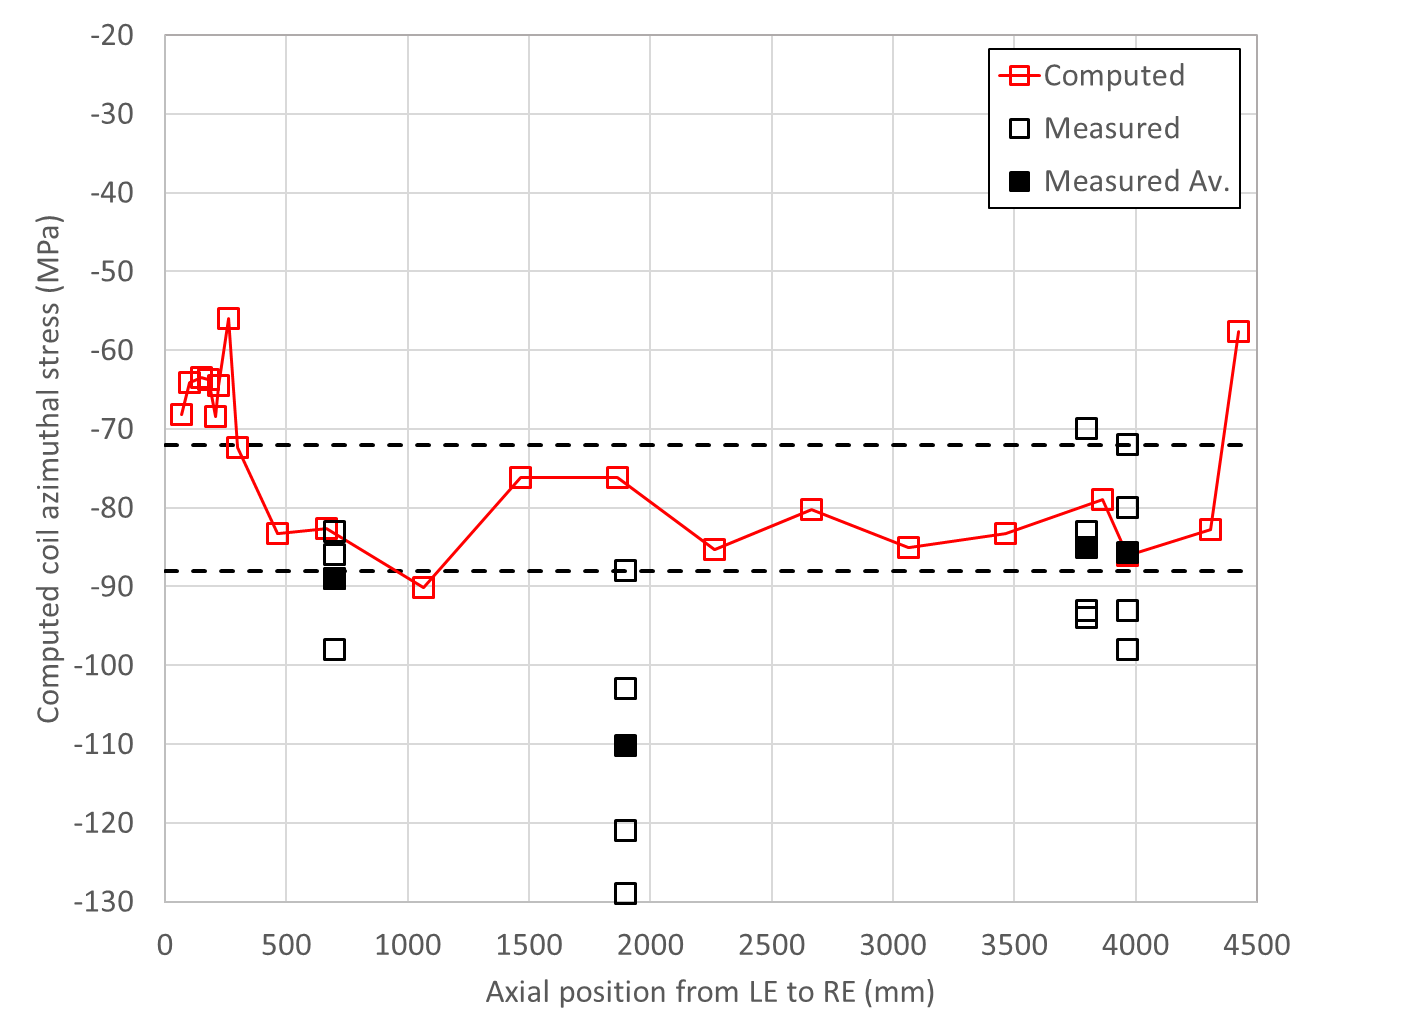 -20
-30
-40
-50
-60
-70
-80
-90
-100
-110
-120
-130
Computed coil azimuthal stress (MPa)
Computed
Measured
Measured Av.
0 500 1000 1500 2000 2500 3000 3500 4000 4500
Axial position from LE to RE (mm)